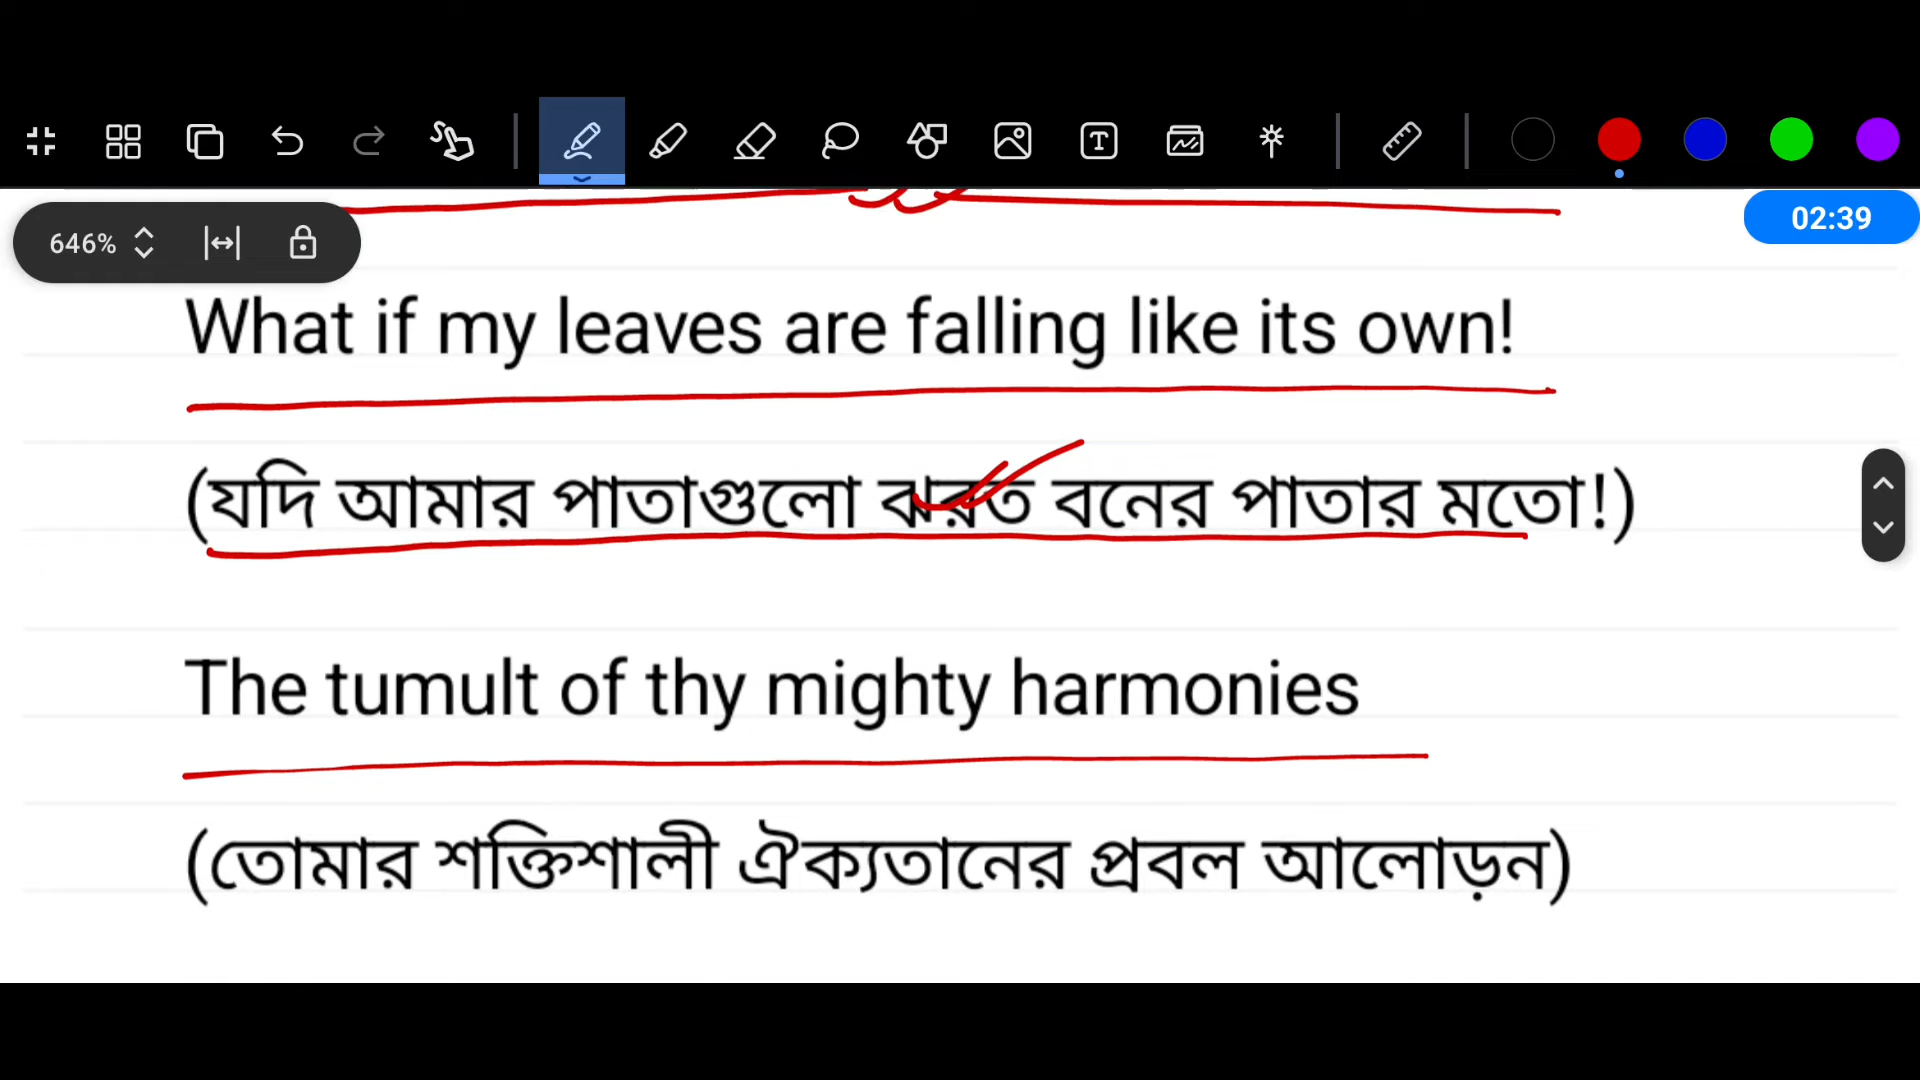 02:39
646%
What if my leaves are falling like its own!
(যদি আমার পাতাগুলো ঝরত বনের পাতার মতো!)
The tumult of thy mighty harmonies
(তোমার শক্তিশালী ঐক্যতানের প্রবল আলোড়ন)